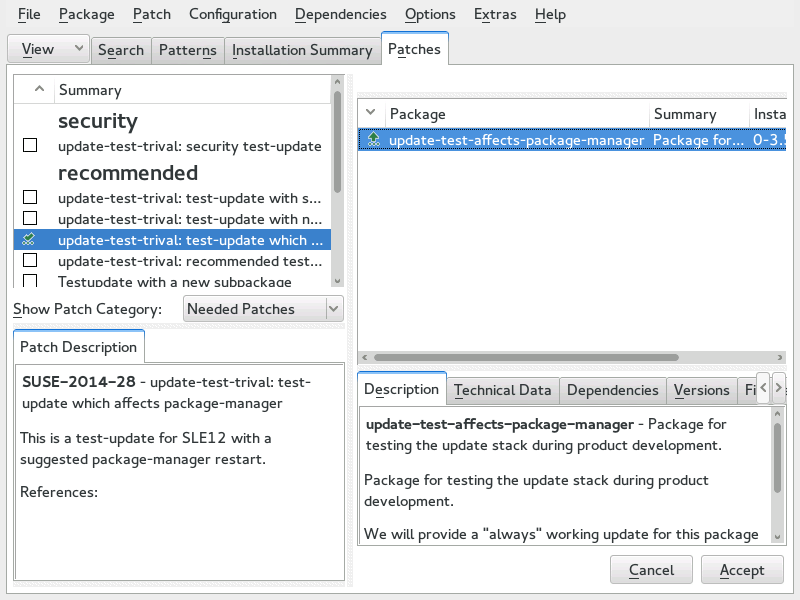 File Package Patch Configuration Dependencies Options Extras Help
View Search Patterns Installation Summary Patches
Summary
security
update-test-trival: security test-update
recommended
update-test-trival: test-update with s...
update-test-trival: test-update with n...
update-test-trival: test-update which ...
update-test-trival: recommended test...
Testupdate with a new subpackage
Show Patch Category: Needed Patches
Patch Description
SUSE-2014-28 - update-test-trival: test-
update which affects package-manager
This is a test-update for SLE12 with a
suggested package-manager restart.
References:
Package Summary Insta
update-test-affects-package-manager Package for... 0-3.5
Description Technical Data Dependencies Versions Fi
update-test-affects-package-manager - Package for
testing the update stack during product development.
Package for testing the update stack during product
development.
We will provide a "always" working update for this package
Cancel Accept